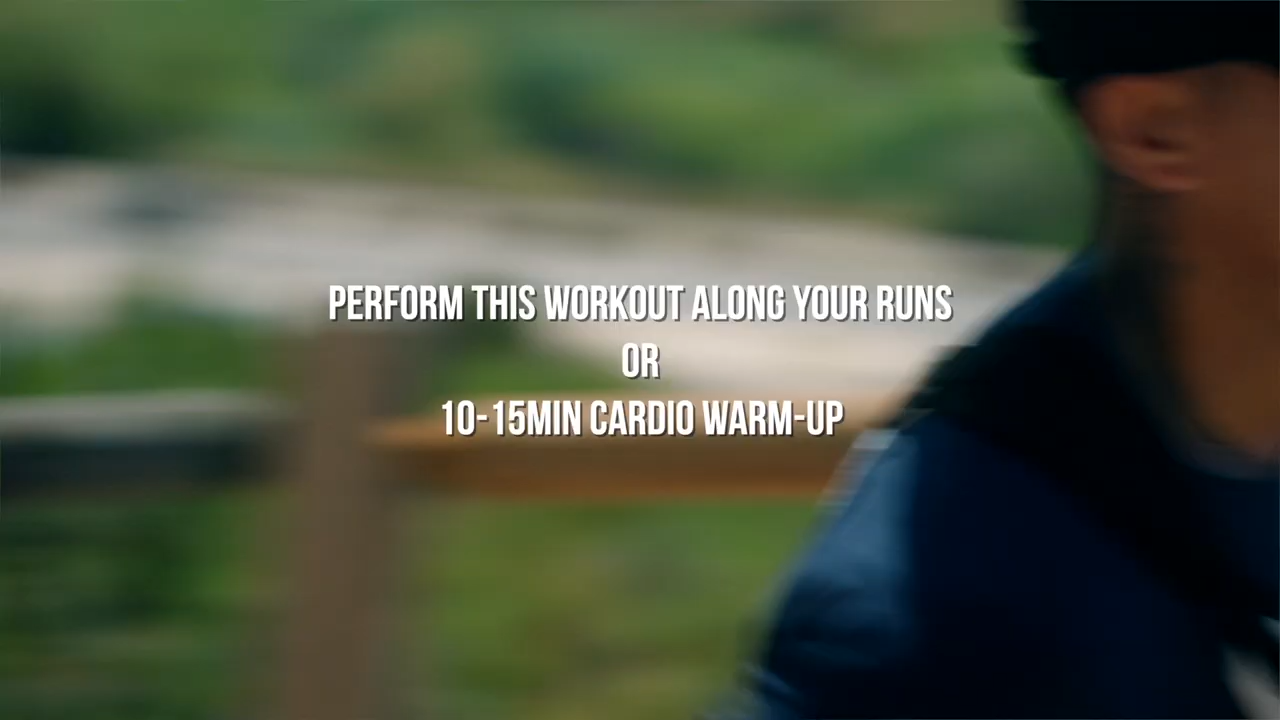 PERFORM THIS WORKOUT ALONG YOUR RUNS
OR
10-15MIN CARDIO WARM-UP